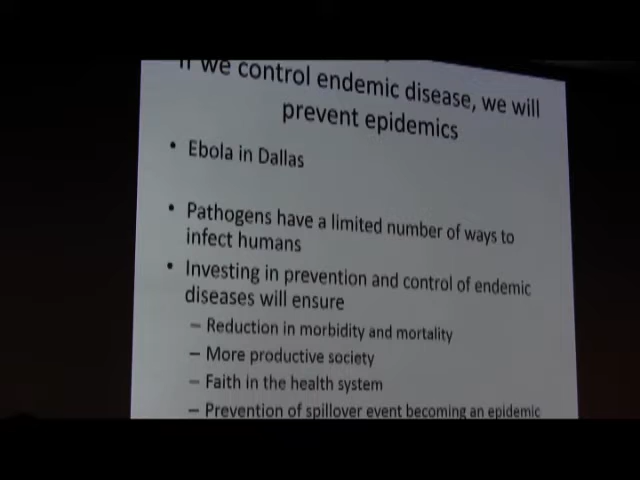 If we control endemic disease, we will
prevent epidemics
• Ebola in Dallas
• Pathogens have a limited number of ways to
infect humans
• Investing in prevention and control of endemic
diseases will ensure
– Reduction in morbidity and mortality
– More productive society
– Faith in the health system
– Prevention of spillover event becoming an epidemic